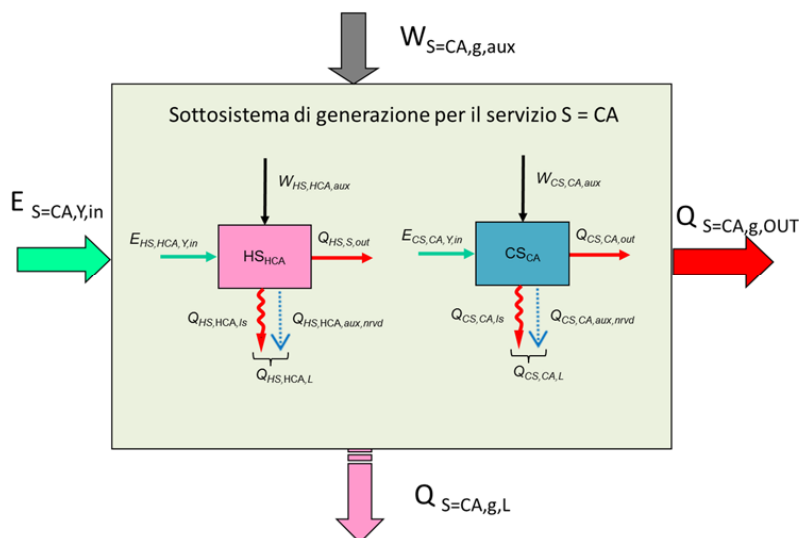 W S=CA,g,aux
Sottosistema di generazione per il servizio S = CA
E S=CA,Y,in
W HS,HCA,aux
W CS,CA,aux
E HS,HCA,Y,in
HS HCA
Q HS,S,out
E CS,CA,Y,in
CS CA
Q CS,CA,out
Q S=CA,g,OUT
Q HS,HCA,ls
Q HS,HCA,aux,nrvd
Q CS,CA,ls
Q CS,CA,aux,nrvd
Q HS,HCA,L
Q CS,CA,L
Q S=CA,g,L